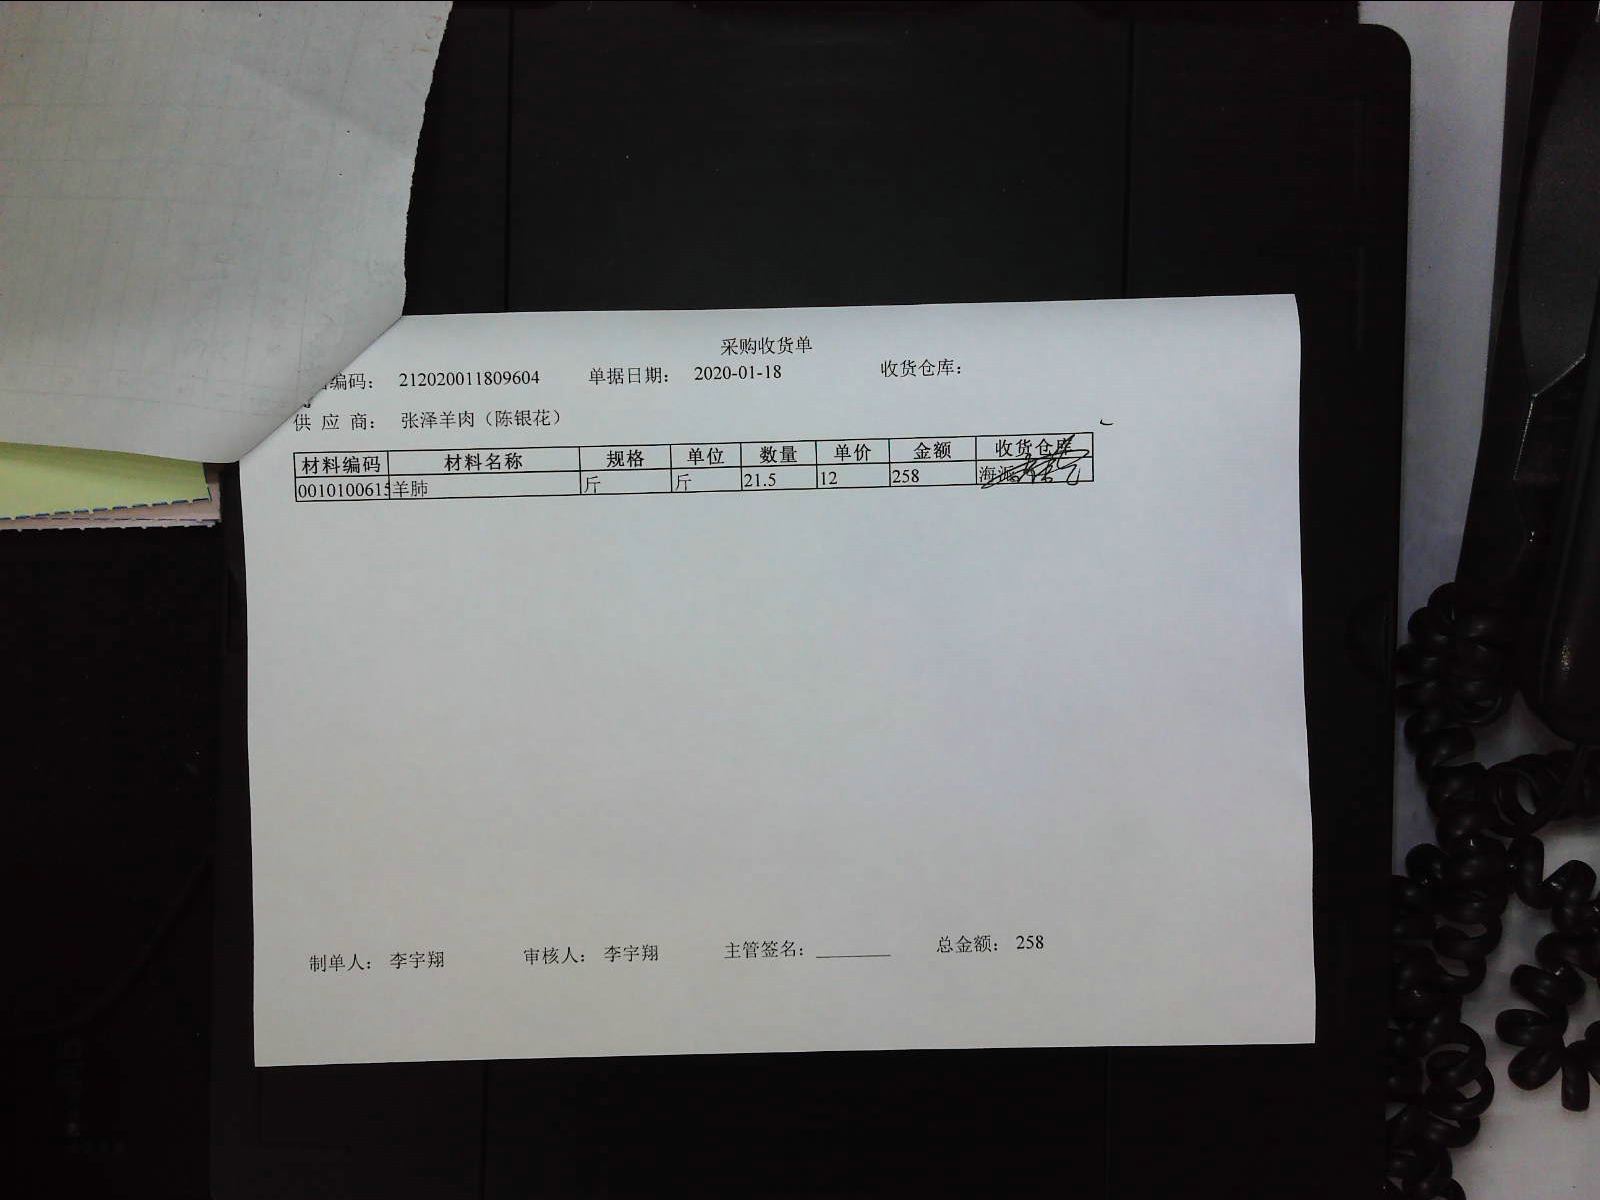 采购收货单
编码： 212020011809604 单据日期： 2020-01-18 收货仓库：
供 应 商： 张泽羊肉（陈银花）
材料编码 材料名称 规格 单位 数量 单价 金额 收货仓库
0010100615 羊肺 斤 斤 21.5 12 258 海派
制单人： 李宇翔 审核人： 李宇翔 主管签名： 总金额： 258